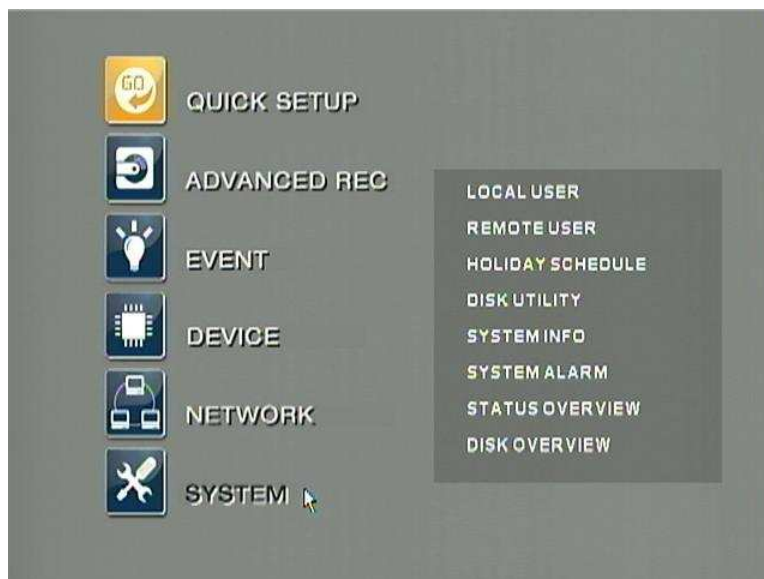 GO
QUICK SETUP
ADVANCED REC
EVENT
DEVICE
NETWORK
SYSTEM
LOCAL USER
REMOTE USER
HOLIDAY SCHEDULE
DISK UTILITY
SYSTEM INFO
SYSTEM ALARM
STATUS OVERVIEW
DISK OVERVIEW